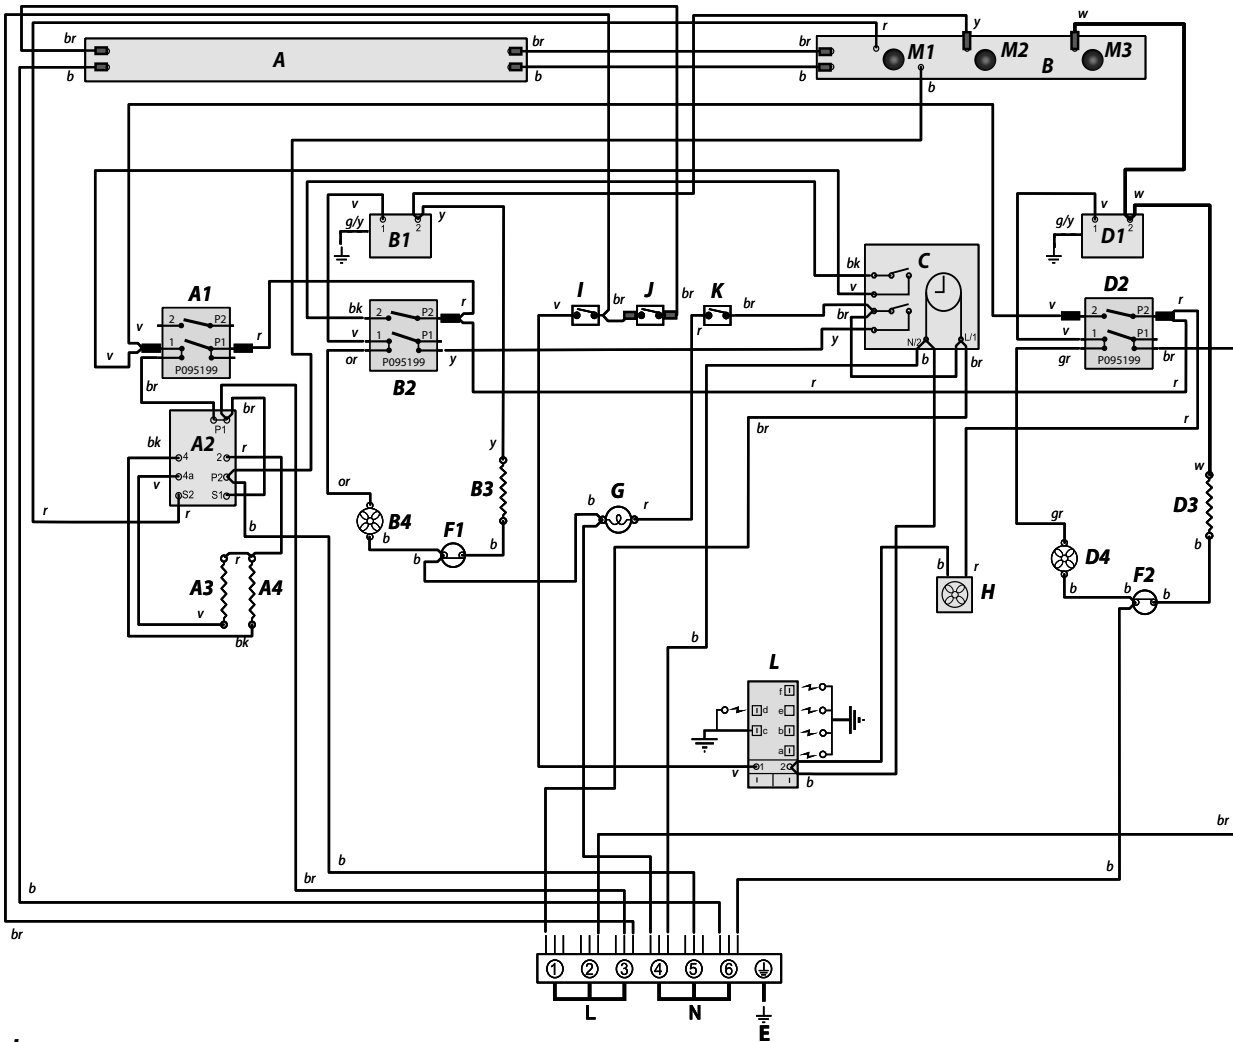 r
y
w
br
b
A
br
b
br
b
M1
M2
B
M3
b
v
g/y
1
2
B1
y
v
w
g/y
1
2
D1
A1
2
P2
1
P1
P095199
v
v
r
br
bk
v
or
2
P2
1
P1
P095199
r
y
B2
v
I
br
J
br
K
br
r
bk
v
br
y
C
N/2
L/1
b
br
D2
v
v
gr
2
P2
1
P1
P095199
r
br
r
r
r
br
A2
P1
br
bk
4
2
r
v
4a
P2
S2
S1
r
r
b
A3
r
A4
v
bk
or
B4
b
y
B3
F1
b
b
b
G
r
b
r
H
w
D3
gr
D4
b
b
F2
b
b
b
L
f
d
e
c
b
a
1
2
v
b
br
b
b
br
b
br
1
2
3
4
5
6
L
N
E